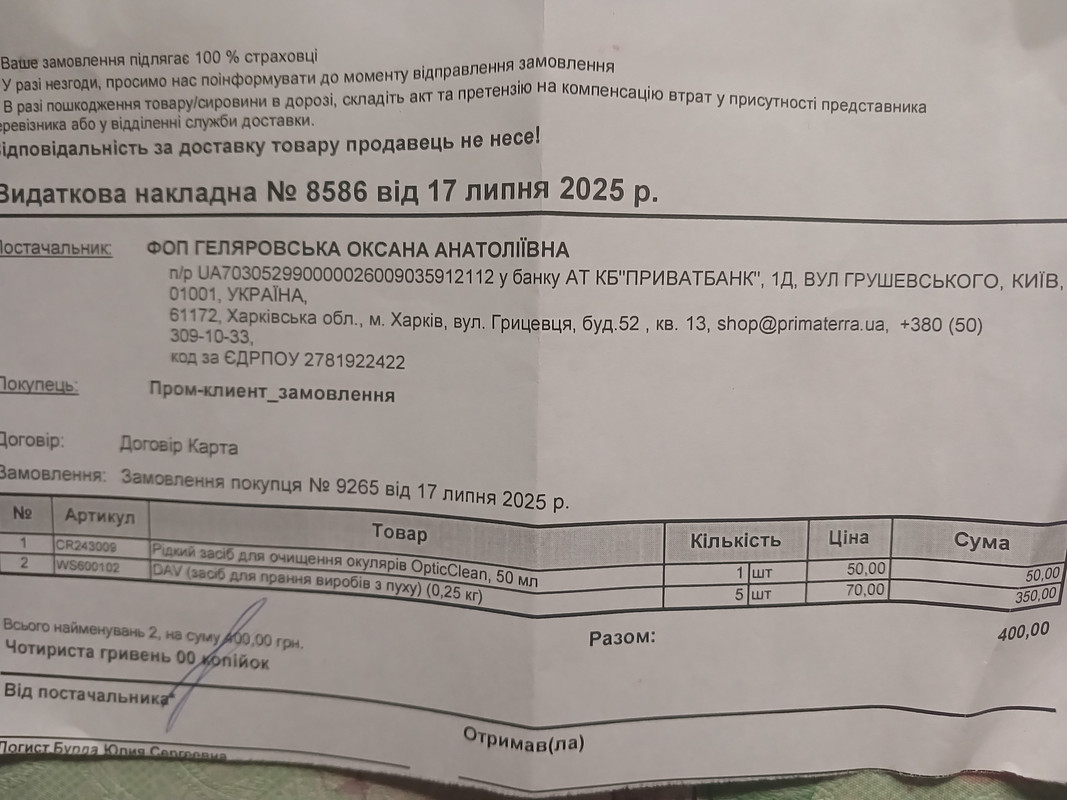 Ваше замовлення підлягає 100 % страховці
У разі незгоди, просимо нас поінформувати до моменту відправлення замовлення
В разі пошкодження товару/сировини в дорозі, складіть акт та претензію на компенсацію втрат у присутності представника
еревізника або у відділенні служби доставки.
ідповідальність за доставку товару продавець не несе!
Видаткова накладна № 8586 від 17 липня 2025 р.
Постачальник: ФОП ГЕЛЯРОВСЬКА ОКСАНА АНАТОЛІЇВНА
п/р UA703052990000026009035912112 у банку АТ КБ"ПРИВАТБАНК", 1Д, ВУЛ ГРУШЕВСЬКОГО, КИЇВ,
01001, УКРАЇНА,
61172, Харківська обл., м. Харків, вул. Грицевця, буд.52 , кв. 13, shop@primaterra.ua, +380 (50)
309-10-33,
код за ЄДРПОУ 2781922422
Покупець: Пром-клиент_замовлення
Договір: Договір Карта
Замовлення: Замовлення покупця № 9265 від 17 липня 2025 р.
№ Артикул Товар Кількість Ціна Сума
1 CR243009 Рідкий засіб для очищення окулярів OpticClean, 50 мл 1 шт 50,00 50,00
2 WS600102 DAV (засіб для прання виробів з пуху) (0,25 кг) 5 шт 70,00 350,00
Разом: 400,00
Всього найменувань 2, на суму 400,00 грн.
Чотириста гривень 00 копійок
Від постачальника* Отримав(ла)
Логист Бурда Юлия Сергеевна